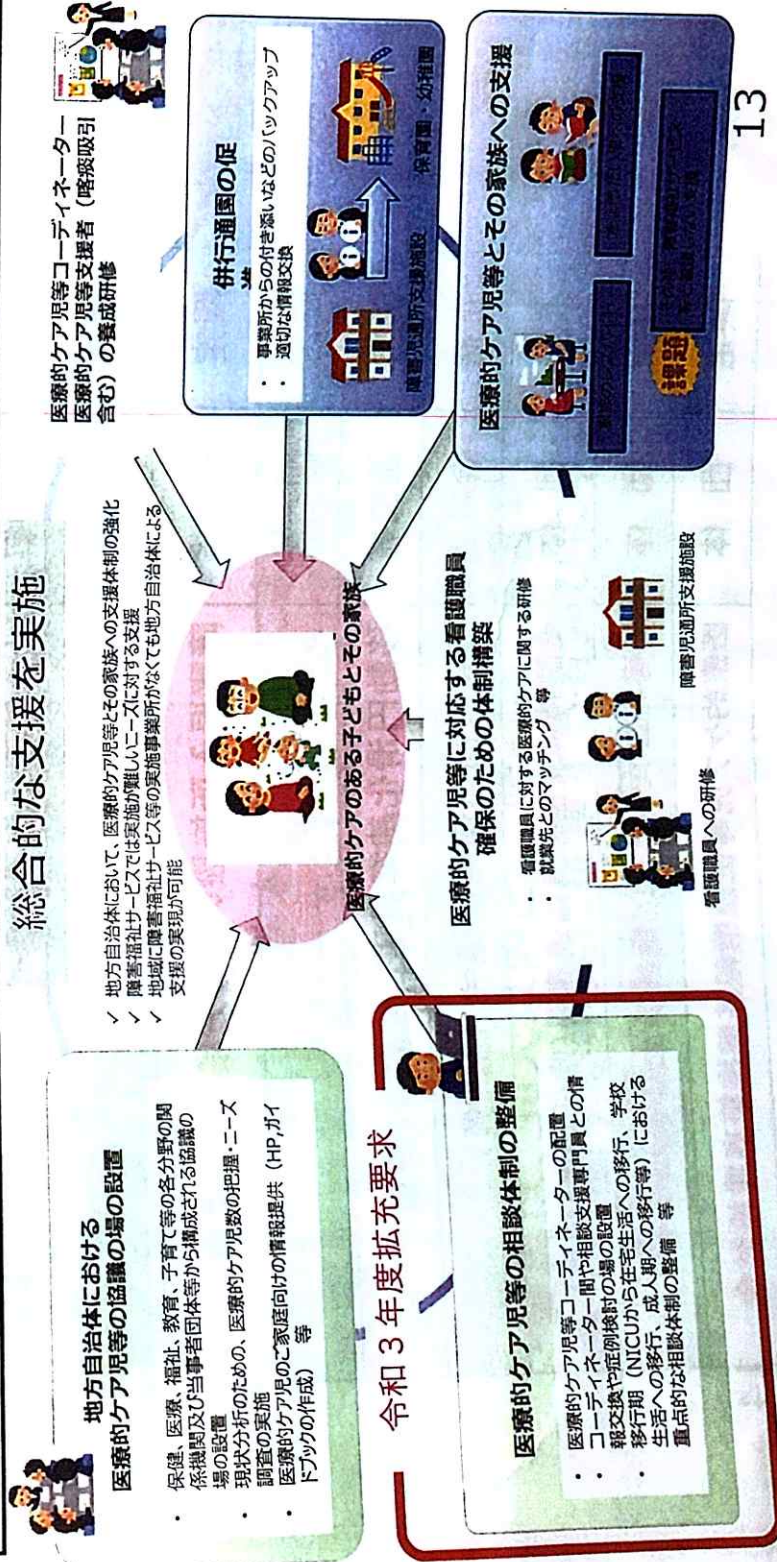 総合的な支援を実施
✓ 地方自治体において、医療的ケア児等とその家族への支援体制の強化
✓ 障害福祉サービスでは実施が難しいニーズに対する支援
✓ 地域に障害福祉サービス等の実施事業所がなくても地方自治体による
支援の実現が可能
地方自治体における
医療的ケア児等の協議の場の設置
・ 保健、医療、福祉、教育、子育て等の各分野の関
係機関及び当事者団体等から構成される協議の
場の設置
・ 現状分析のための、医療的ケア児数の把握・ニーズ
調査の実施
・ 医療的ケア児のご家庭向けの情報提供（HP,ガイ
ドブックの作成） 等
医療的ケア児等コーディネーター
医療的ケア児等支援者（喀痰吸引
含む）の養成研修
併行通園の促
進
・ 事業所からの付き添いなどのバックアップ
・ 適切な情報交換
障害児通所支援施設
保育園・幼稚園
医療的ケアのある子どもとその家族
令和３年度拡充要求
医療的ケア児等の相談体制の整備
・ 医療的ケア児等コーディネーターの配置
・ コーディネーター間や相談支援専門員との情
報交換や症例検討の場の設置
・ 移行期（NICUから在宅生活への移行、学校
生活への移行、成人期への移行等）における
重点的な相談体制の整備 等
医療的ケア児等に対応する看護職員
確保のための体制構築
・ 看護職員に対する医療的ケアに関する研修
・ 就業先とのマッチング 等
看護職員への研修
障害児通所支援施設
医療的ケア児等とその家族への支援
課題
13